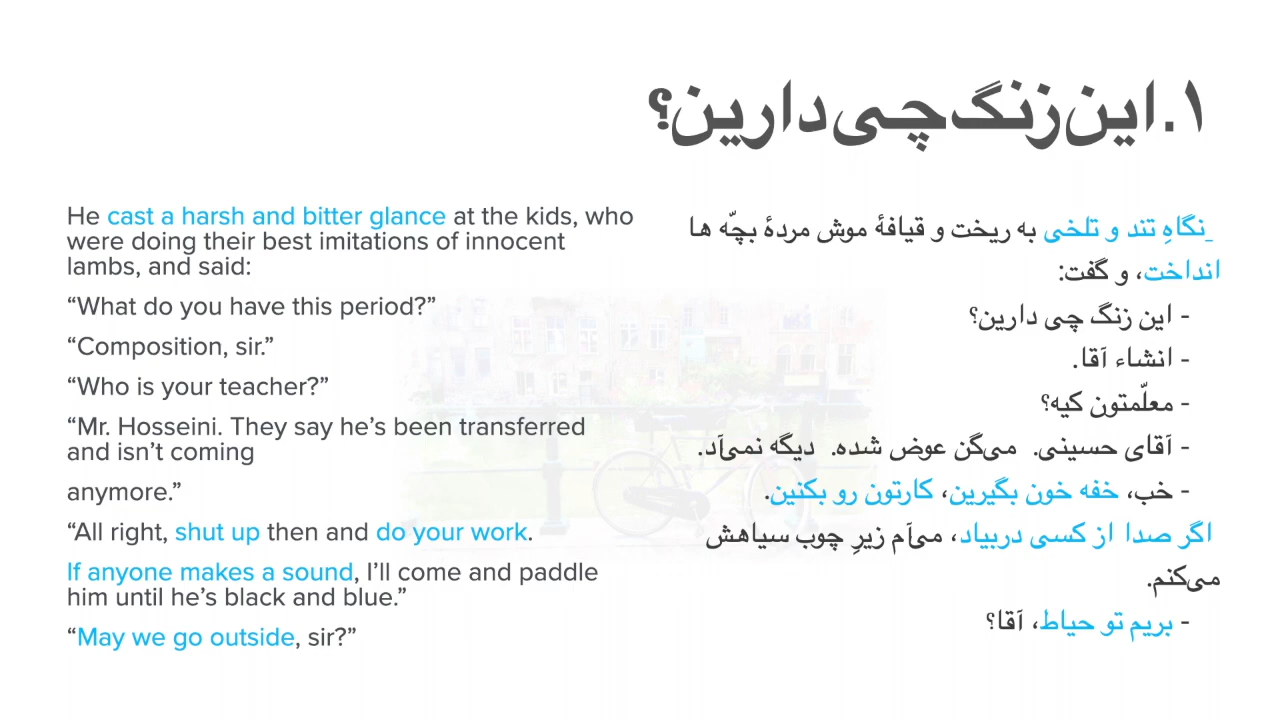 ۱. این زنگ چی دارین؟
He cast a harsh and bitter glance at the kids, who
were doing their best imitations of innocent
lambs, and said:
“What do you have this period?”
“Composition, sir.”
“Who is your teacher?”
“Mr. Hosseini. They say he’s been transferred
and isn’t coming
anymore.”
“All right, shut up then and do your work.
If anyone makes a sound, I’ll come and paddle
him until he’s black and blue.”
“May we go outside, sir?”
نگاهِ تند و تلخی به ریخت و قیافهٔ موش مردهٔ بچّه ها
انداخت، و گفت:
- این زنگ چی دارین؟
- انشاء آقا.
- معلّمتون کیه؟
- آقای حسینی. می‌گن عوض شده. دیگه نمی‌آد.
- خب، خفه خون بگیرین، کارتون رو بکنین.
اگر صدا از کسی دربیاد، می‌آم زیرِ چوب سیاهش
می‌کنم.
- بریم تو حیاط، آقا؟